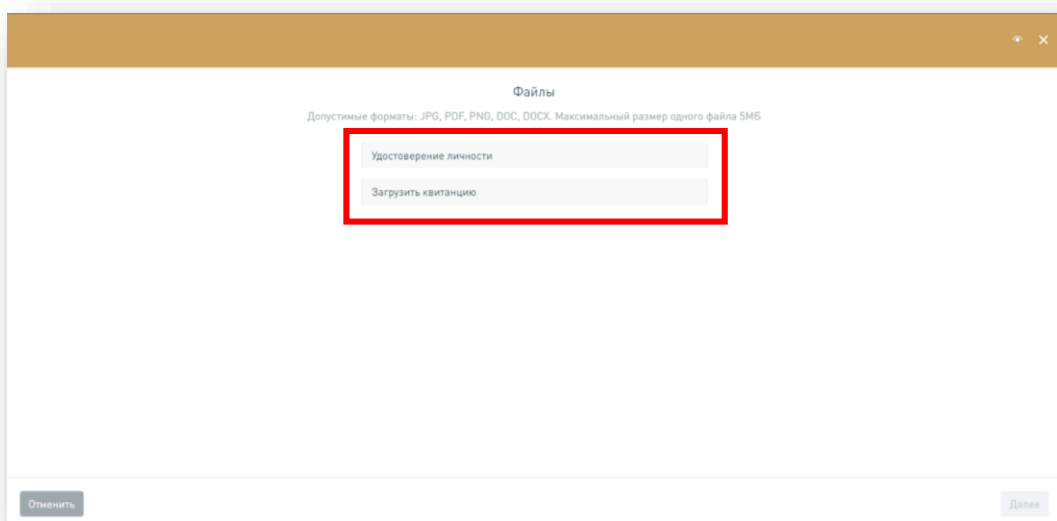 Файлы
Допустимые форматы: JPG, PDF, PNG, DOC, DOCX. Максимальный размер одного файла 5МБ
Удостоверение личности
Загрузить квитанцию
Отменить
Далее